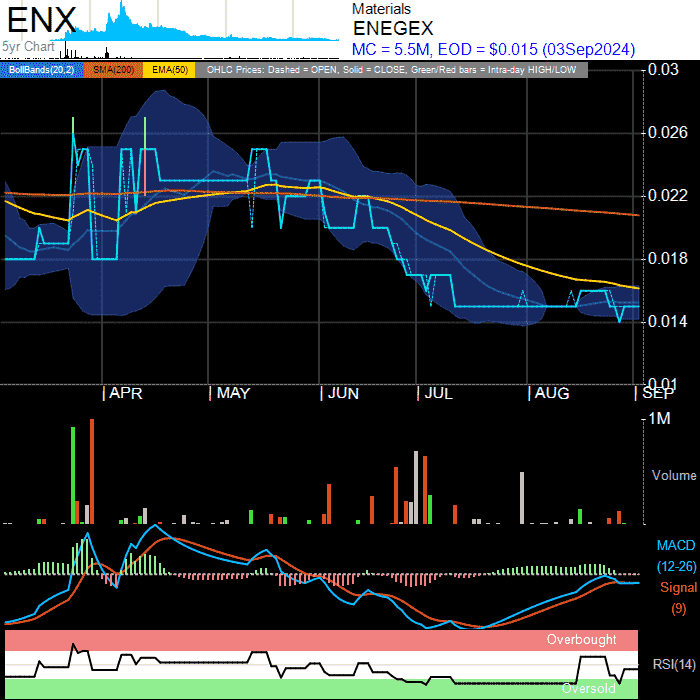 ENX
5yr Chart
Materials
ENEGEX
MC = 5.5M, EOD = $0.015 (03Sep2024)
BollBands(20,2) SMA(200) EMA(50) OHLC Prices: Dashed = OPEN, Solid = CLOSE, Green/Red bars = Intra-day HIGH/LOW
0.03
0.026
0.022
0.018
0.014
0.01
APR MAY JUN JUL AUG SEP
1M
Volume
MACD
(12-26)
Signal
(9)
Overbought
RSI(14)
Oversold